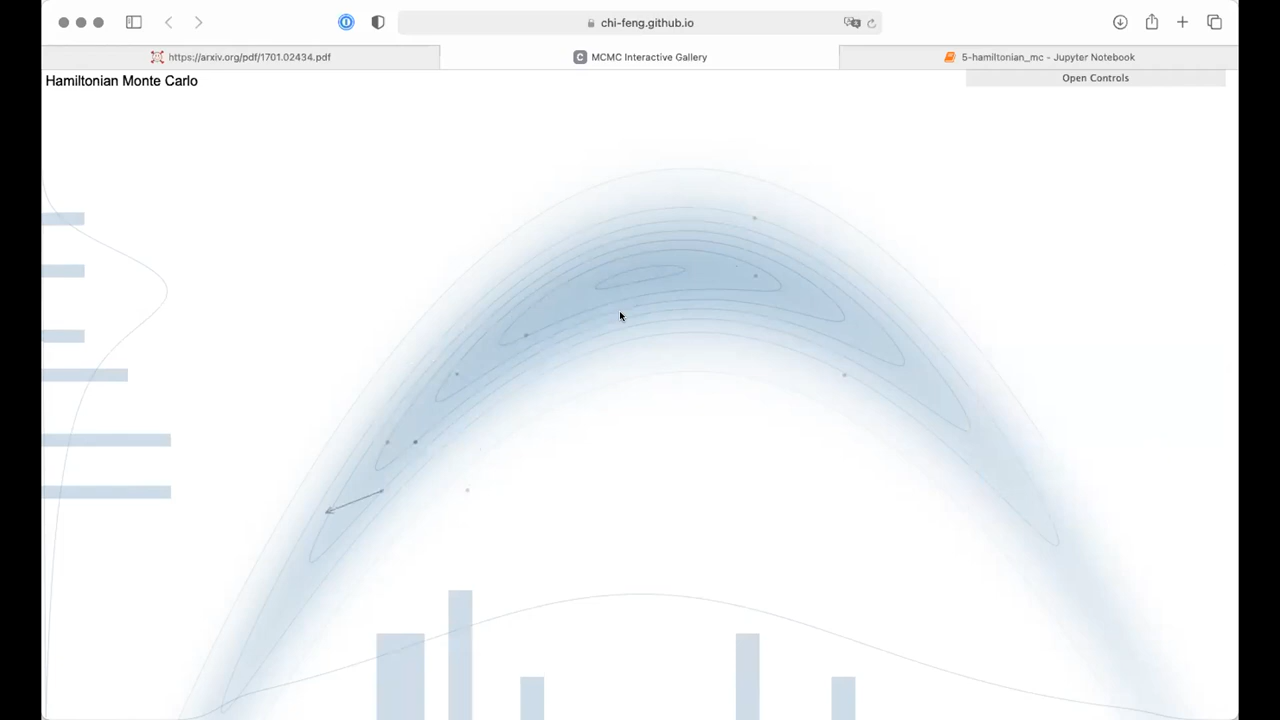 chi-feng.github.io
https://arxiv.org/pdf/1701.02434.pdf
C MCMC Interactive Gallery
5-hamiltonian_mc - Jupyter Notebook
Hamiltonian Monte Carlo
Open Controls